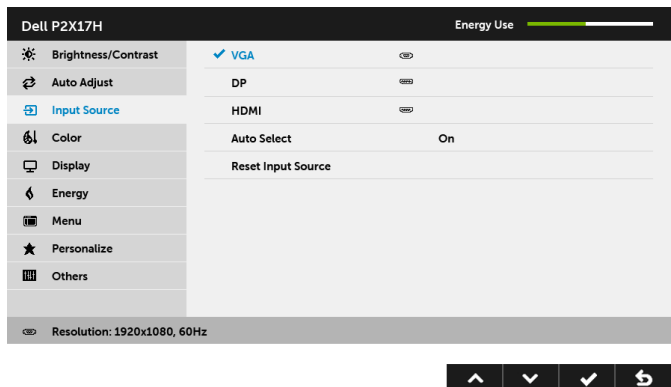 Dell P2X17H
Energy Use
Brightness/Contrast
VGA
Auto Adjust
DP
Input Source
HDMI
Color
Auto Select On
Display
Reset Input Source
Energy
Menu
Personalize
Others
Resolution: 1920x1080, 60Hz